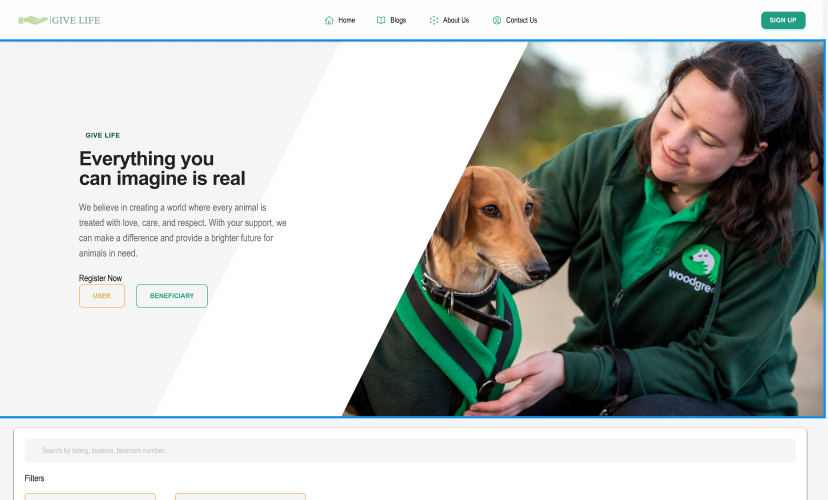 |GIVE LIFE
Home
Blogs
About Us
Contact Us
SIGN UP
GIVE LIFE
Everything you
can imagine is real
We believe in creating a world where every animal is
treated with love, care, and respect. With your support, we
can make a difference and provide a brighter future for
animals in need.
Register Now
USER
BENEFICIARY
woodgre
Search by listing, location, bedroom number...
Filters